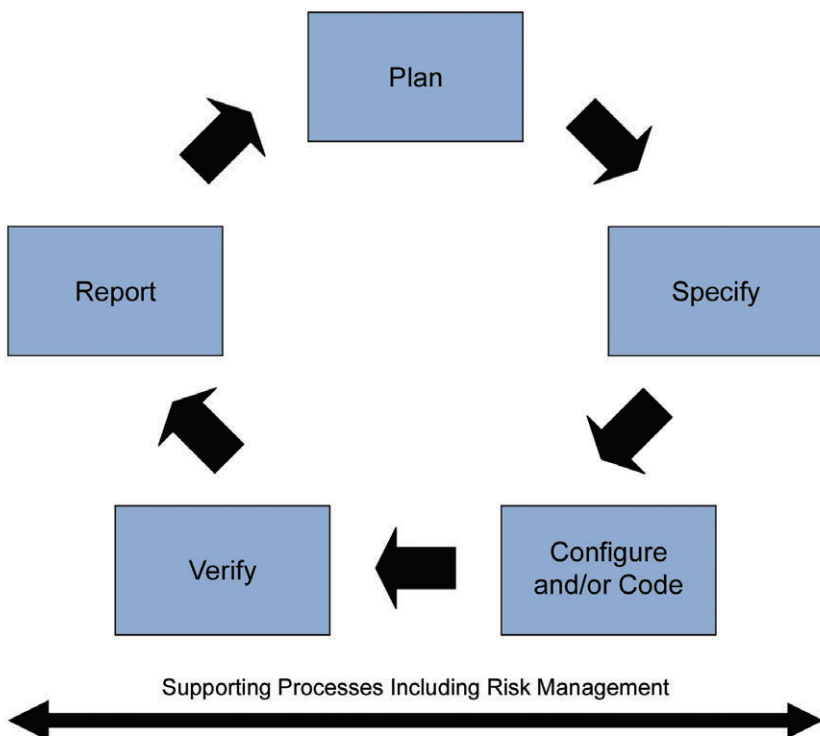 Plan
Report
Specify
Verify
Configure
and/or Code
Supporting Processes Including Risk Management